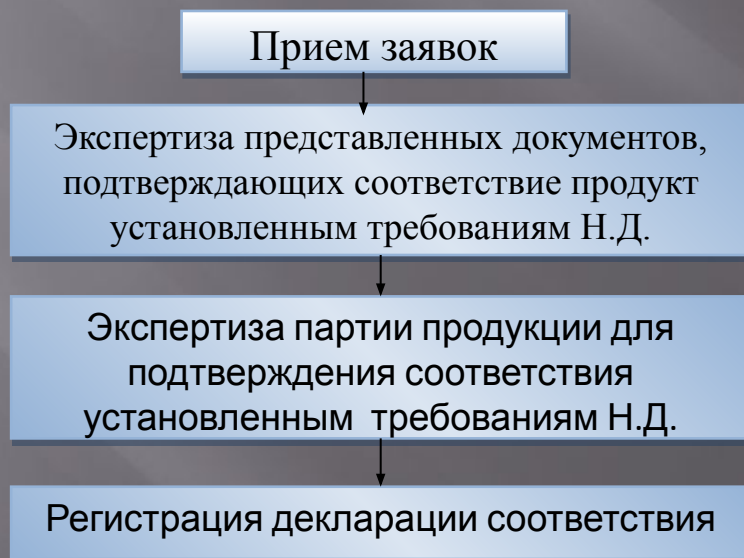 Прием заявок
Экспертиза представленных документов,
подтверждающих соответствие продукт
установленным требованиям Н.Д.
Экспертиза партии продукции для
подтверждения соответствия
установленным требованиям Н.Д.
Регистрация декларации соответствия